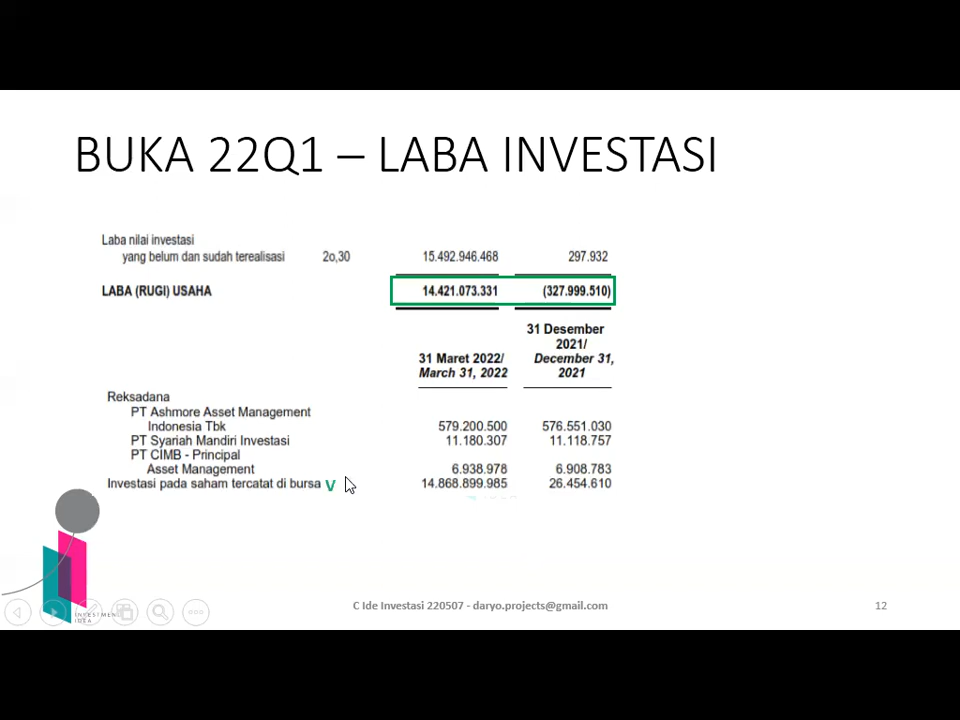 BUKA 22Q1 – LABA INVESTASI
Laba nilai investasi
yang belum dan sudah terealisasi 2o,30 15.492.946.468 297.932
LABA (RUGI) USAHA 14.421.073.331 (327.999.510)
31 Desember
2021/
31 Maret 2022/ December 31,
March 31, 2022 2021
Reksadana
PT Ashmore Asset Management
Indonesia Tbk 579.200.500 576.551.030
PT Syariah Mandiri Investasi 11.180.307 11.118.757
PT CIMB - Principal
Asset Management 6.938.978 6.908.783
Investasi pada saham tercatat di bursa V 14.868.899.985 26.454.610
INVESTMENT
IDEA
C Ide Investasi 220507 - daryo.projects@gmail.com
12